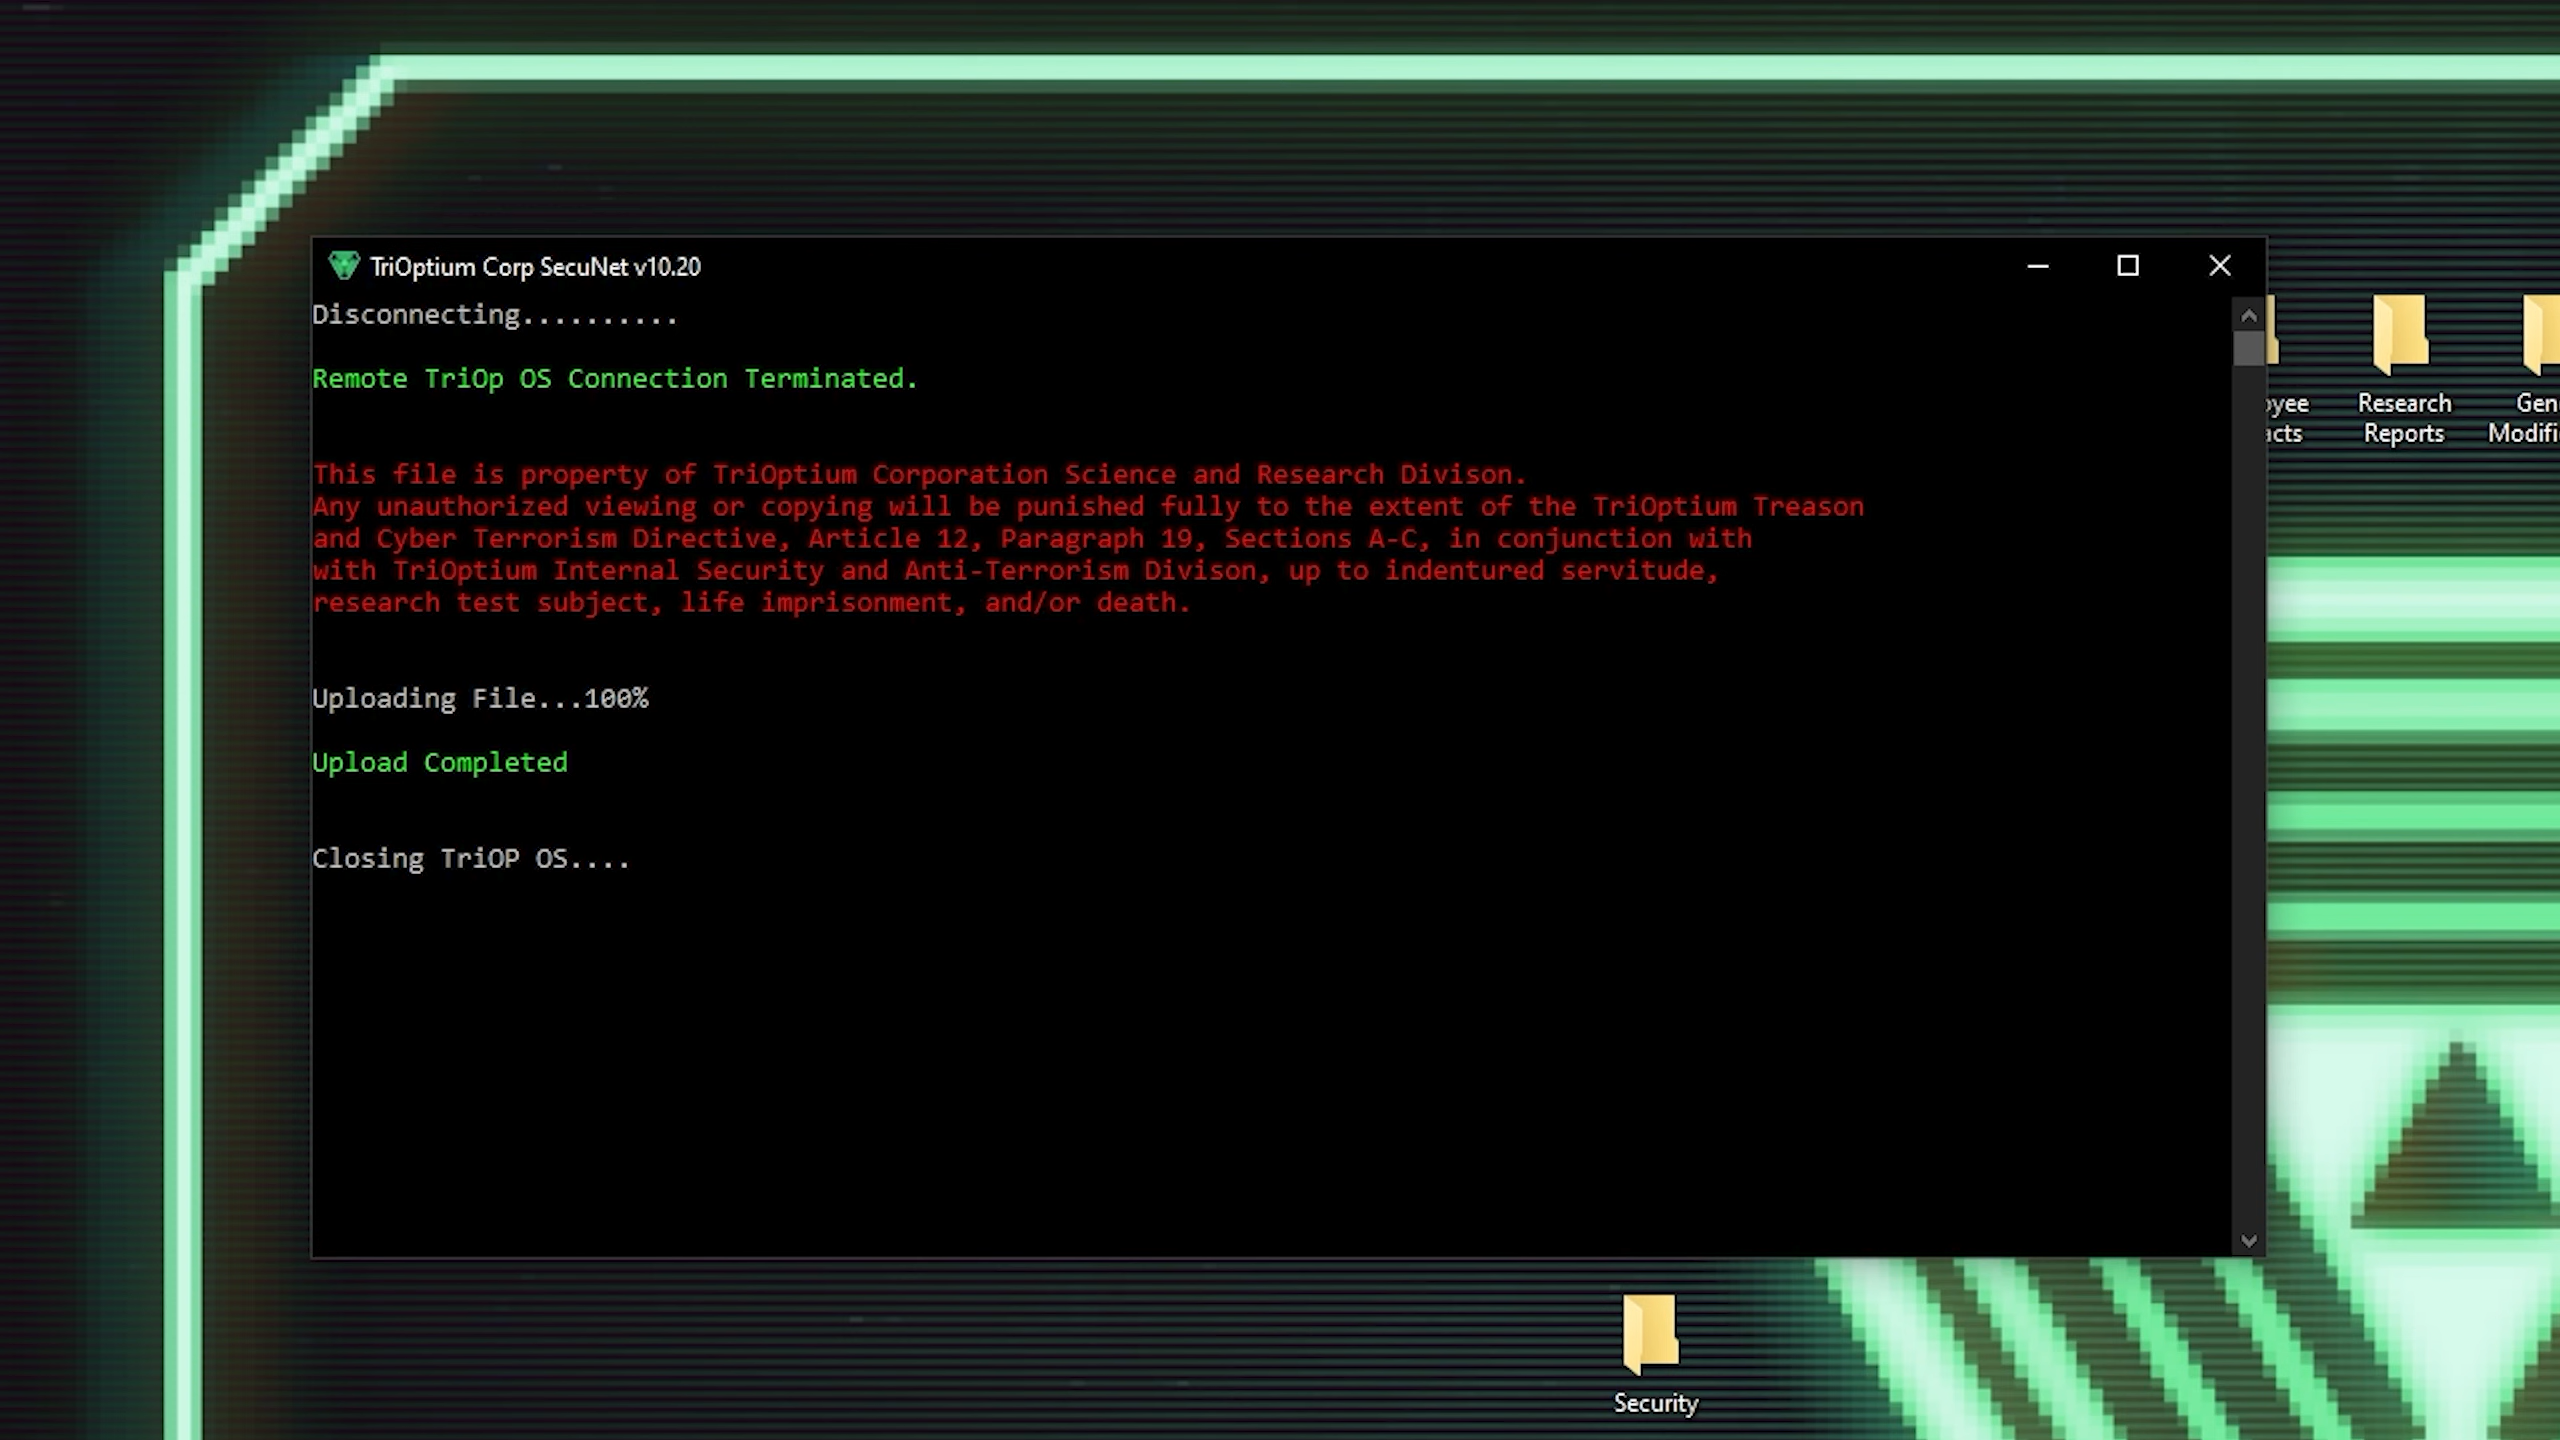 TriOptium Corp SecuNet v10.20
Disconnecting..........
Remote TriOp OS Connection Terminated.
This file is property of TriOptium Corporation Science and Research Divison.
Any unauthorized viewing or copying will be punished fully to the extent of the TriOptium Treason
and Cyber Terrorism Directive, Article 12, Paragraph 19, Sections A-C, in conjunction with
with TriOptium Internal Security and Anti-Terrorism Divison, up to indentured servitude,
research test subject, life imprisonment, and/or death.
Uploading File...100%
Upload Completed
Closing TriOP OS....
Research
Reports
Security